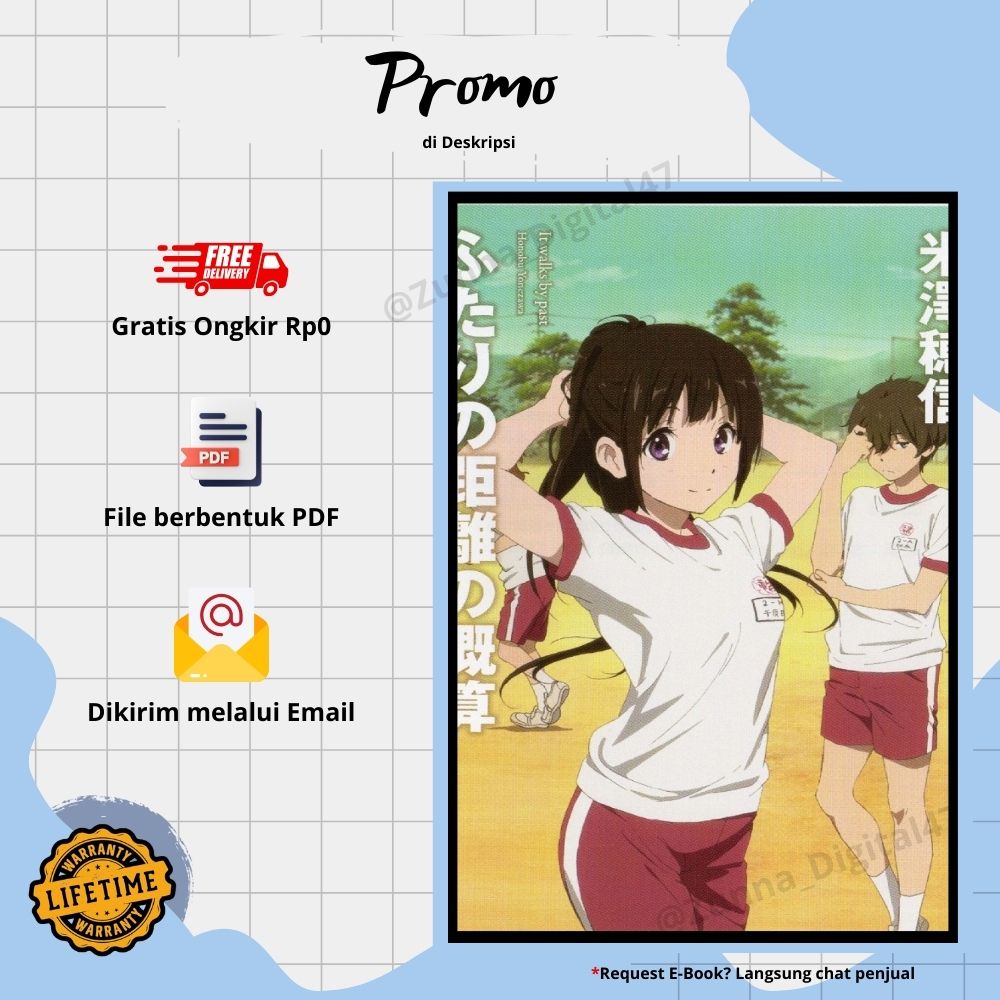 Promo
di Deskripsi
FREE
DELIVERY
Gratis Ongkir Rp0
PDF
File berbentuk PDF
@
Dikirim melalui Email
WARRANTY
LIFETIME
WARRANTY
@Zunna_Digital47
米澤穂信
It walks by past
Honobu Yonezawa
ふたりの距離の概算
@Zunna_Digital47
*Request E-Book? Langsung chat penjual